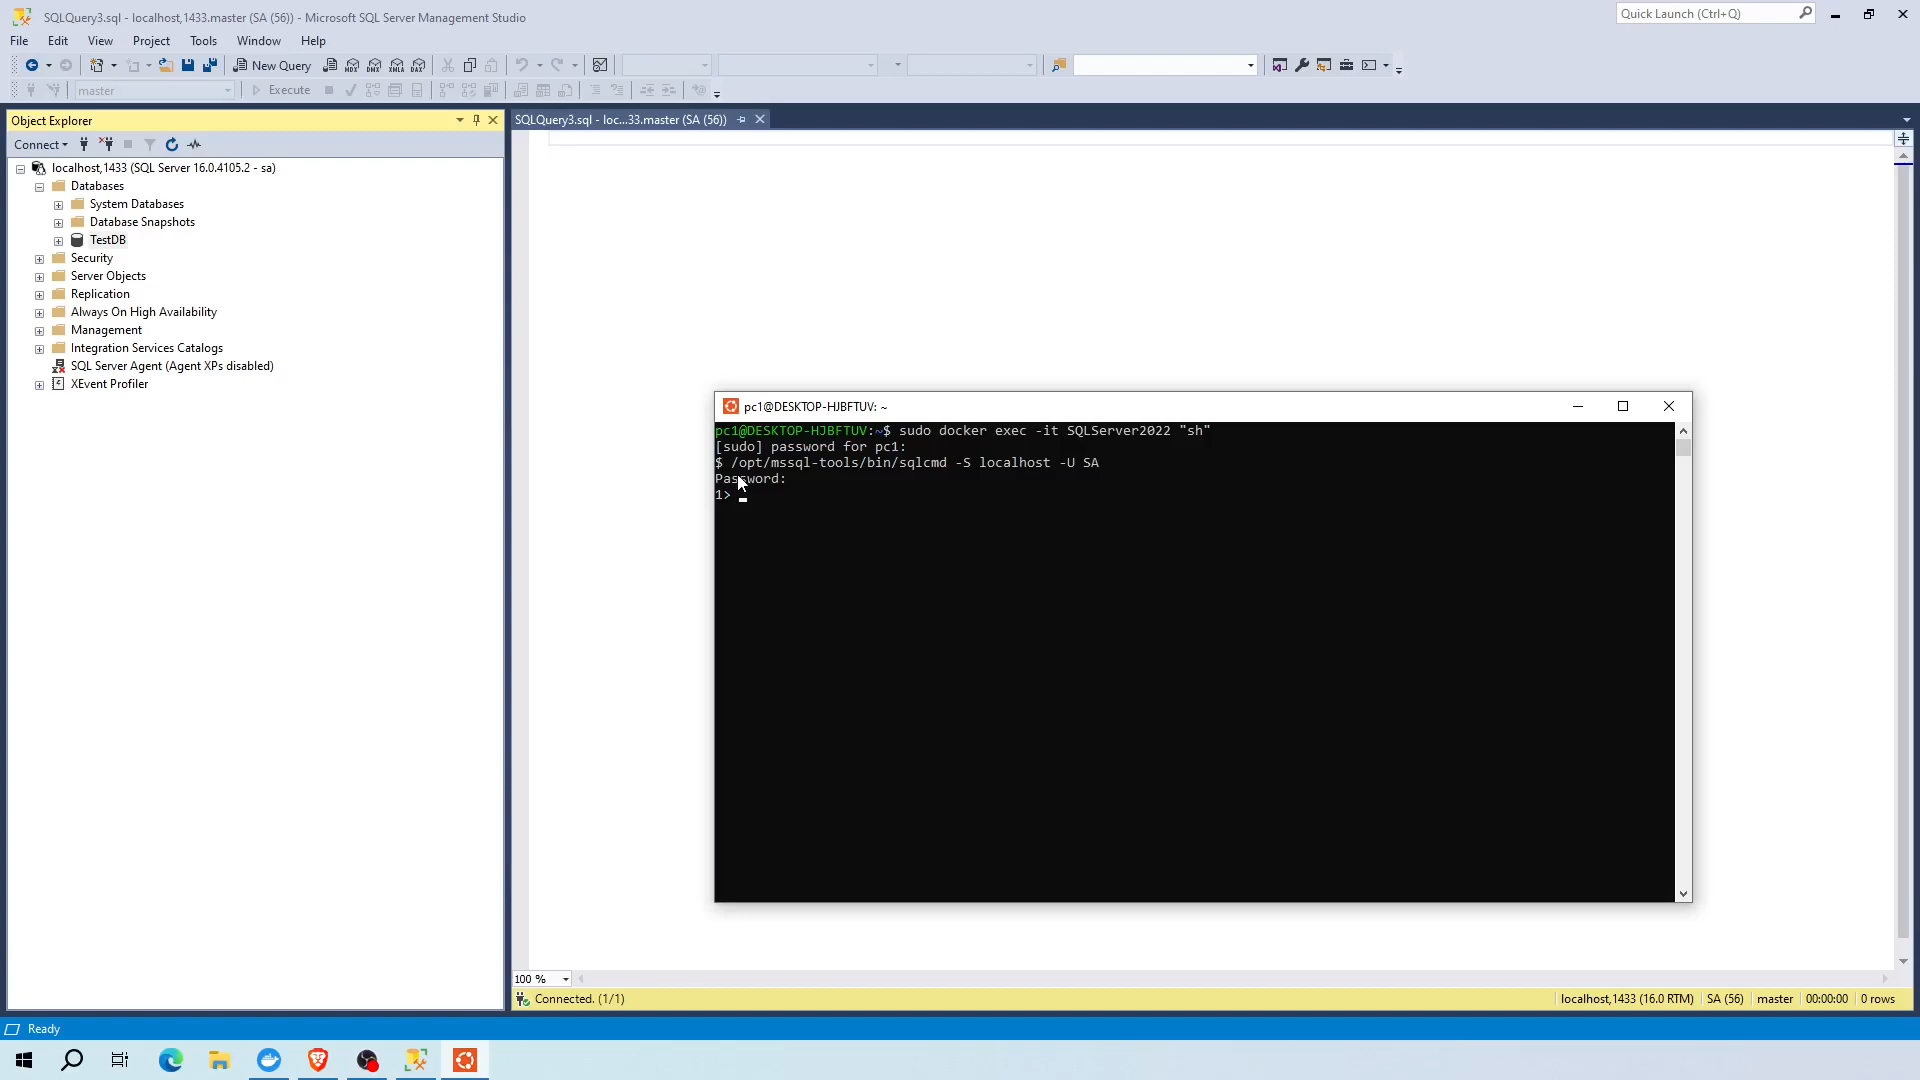 SQLQuery3.sql - localhost,1433.master (SA (56)) - Microsoft SQL Server Management Studio
Quick Launch (Ctrl+Q)
File Edit View Project Tools Window Help
New Query
MDX DMX XMLA DAX
master
Execute
Object Explorer
SQLQuery3.sql - loc...33.master (SA (56))
Connect
localhost,1433 (SQL Server 16.0.4105.2 - sa)
Databases
System Databases
Database Snapshots
TestDB
Security
Server Objects
Replication
Always On High Availability
Management
Integration Services Catalogs
SQL Server Agent (Agent XPs disabled)
XEvent Profiler
pc1@DESKTOP-HJBFTUV: ~
pc1@DESKTOP-HJBFTUV:~$ sudo docker exec -it SQLServer2022 "sh"
[sudo] password for pc1:
$ /opt/mssql-tools/bin/sqlcmd -S localhost -U SA
Password:
1>
100 %
Connected. (1/1)
localhost,1433 (16.0 RTM) SA (56) master 00:00:00 0 rows
Ready